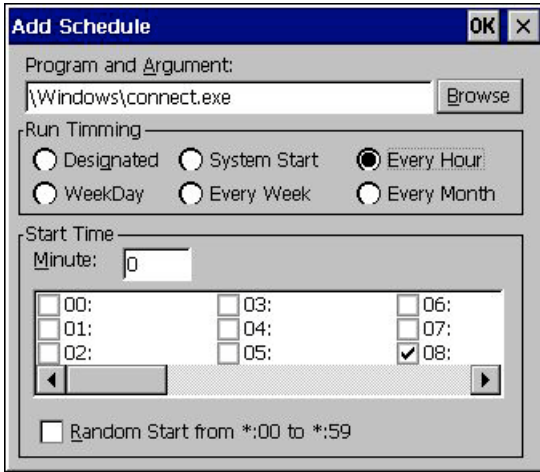 Add Schedule OK
Program and Argument:
\Windows\connect.exe Browse
Run Timming
Designated System Start Every Hour
WeekDay Every Week Every Month
Start Time
Minute: 0
00: 03: 06:
01: 04: 07:
02: 05: 08:
Random Start from *:00 to *:59